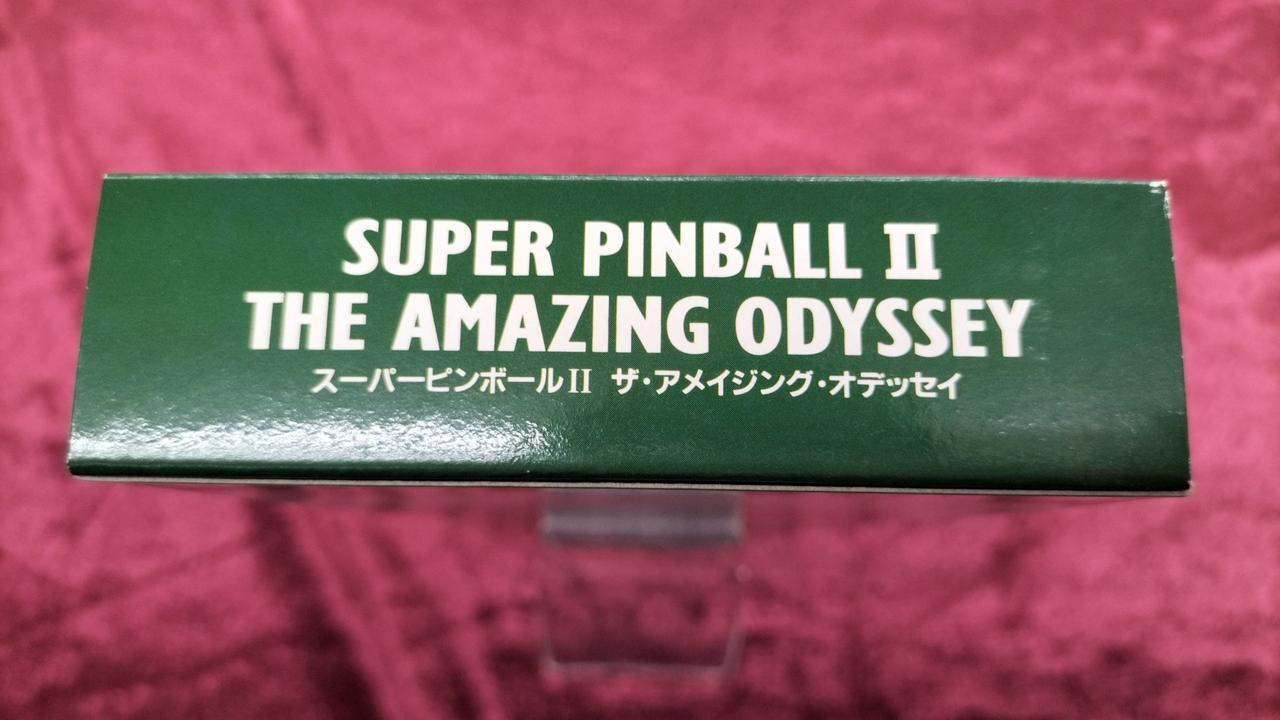 SUPER PINBALL II
THE AMAZING ODYSSEY
スーパーピンボールII ザ・アメイジング・オデッセイ